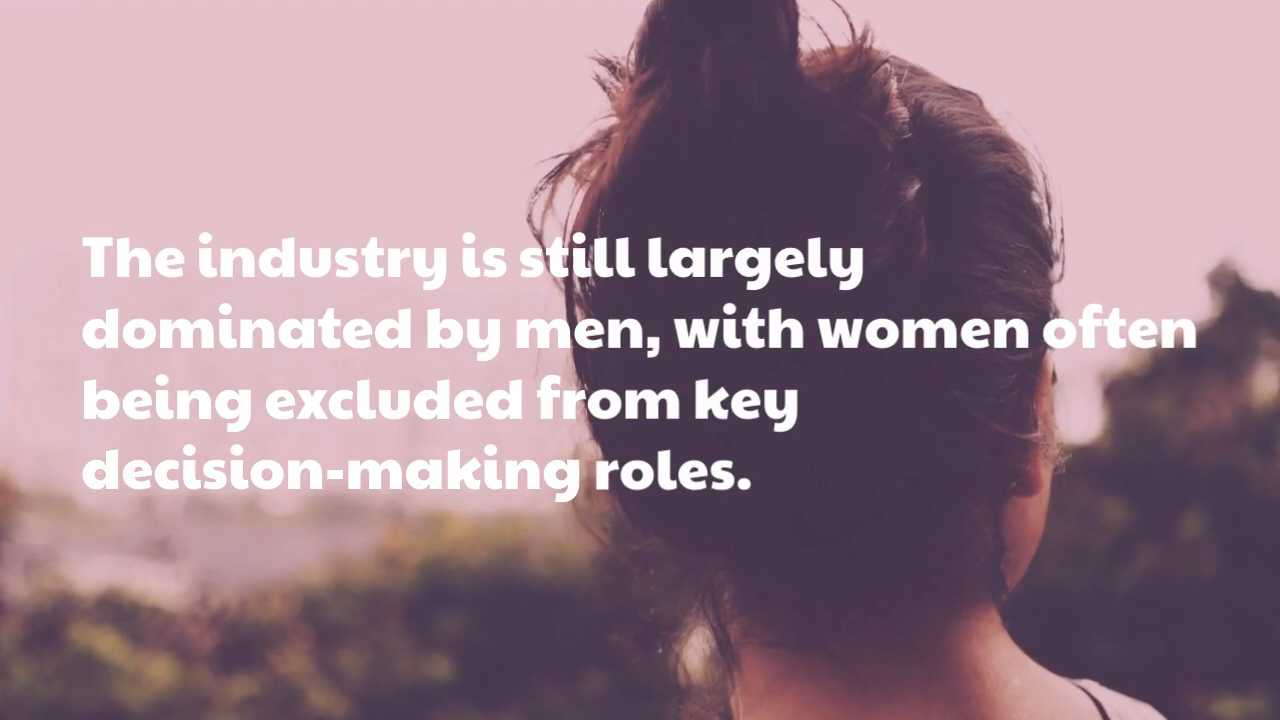 The industry is still largely
dominated by men, with women often
being excluded from key
decision-making roles.